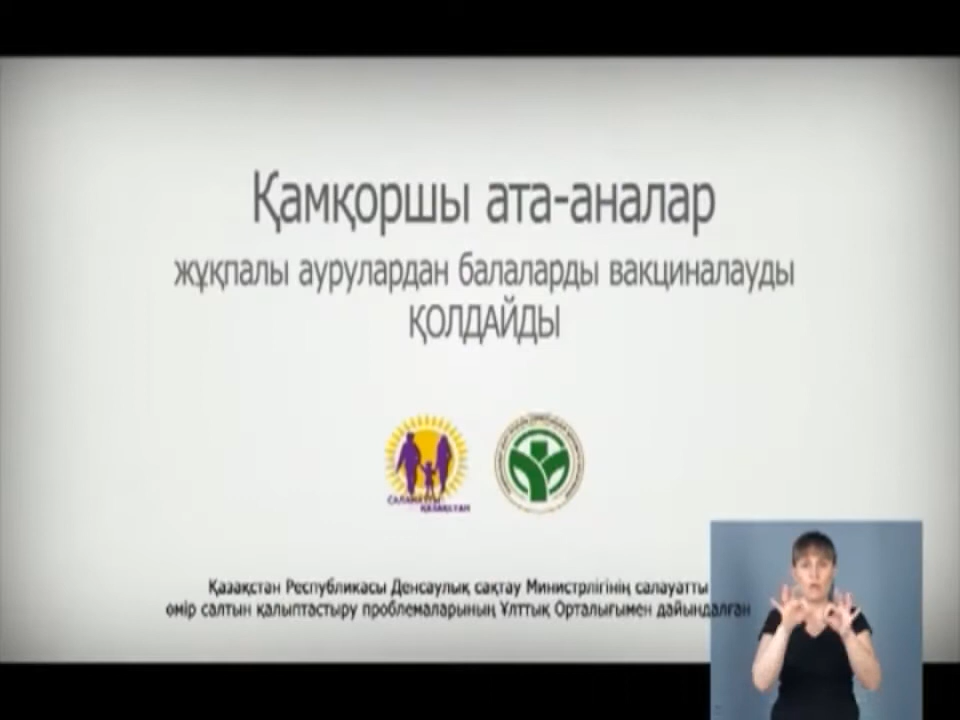 Қамқоршы ата-аналар
жұқпалы аурулардан балаларды вакциналауды
ҚОЛДАЙДЫ
САЛАМАТТЫ
ҚАЗАҚСТАН
Қазақстан Республикасы Денсаулық сақтау Министрлігінің салауатты
өмір салтын қалыптастыру проблемаларының Ұлттық Орталығымен дайындалған